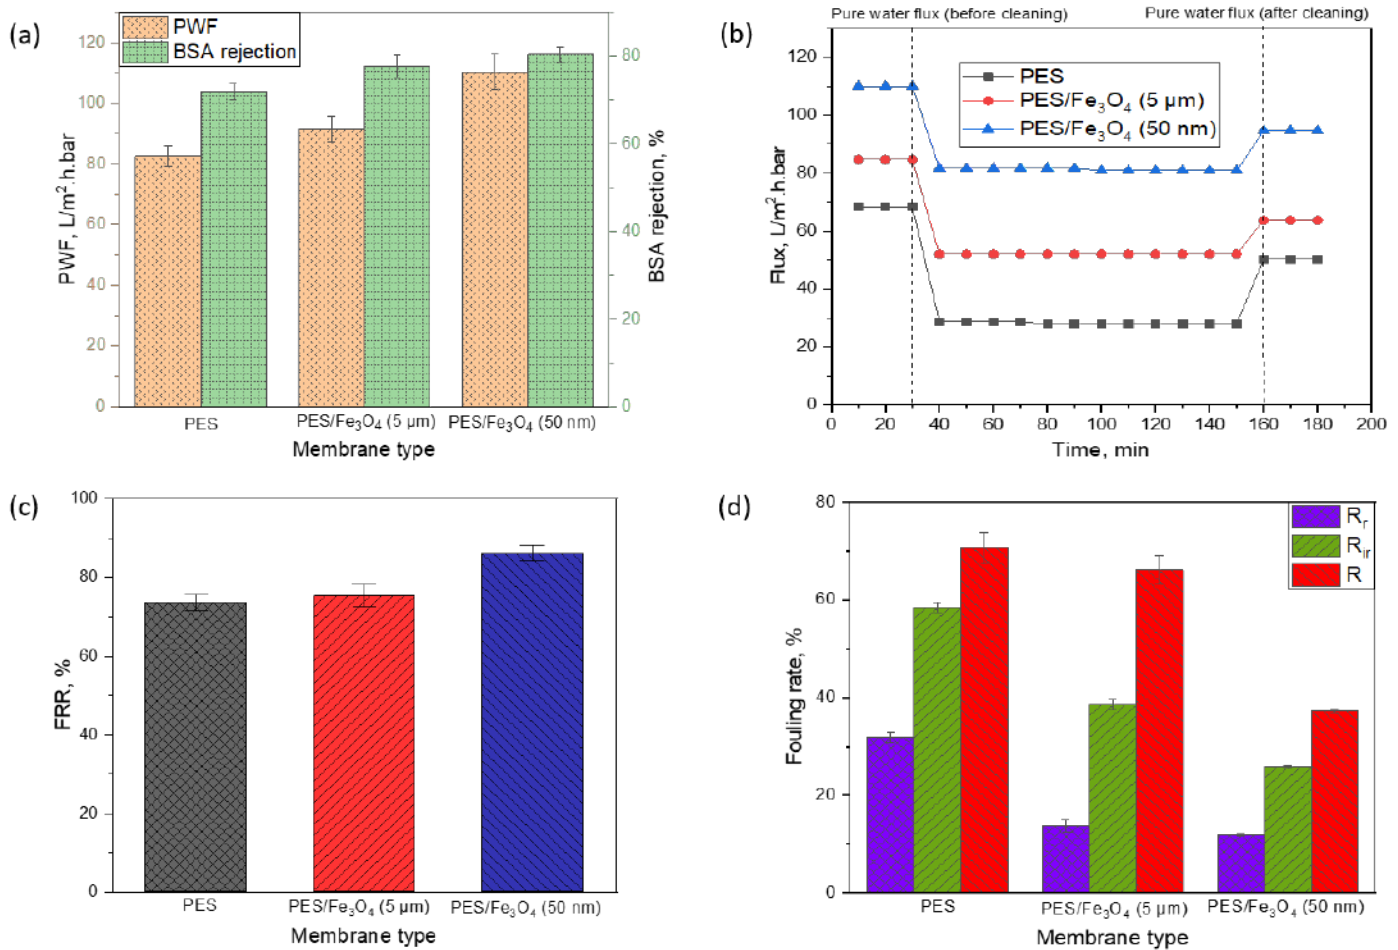 (a)
PWF
BSA rejection
120
100
80
60
40
20
0
PWF, L/m².h.bar
80
60
40
20
0
BSA rejection, %
PES
PES/Fe₃O₄ (5 µm)
PES/Fe₃O₄ (50 nm)
Membrane type
(b)
Pure water flux (before cleaning)
Pure water flux (after cleaning)
PES
PES/Fe₃O₄ (5 µm)
PES/Fe₃O₄ (50 nm)
120
100
80
60
40
20
0
Flux, L/m².h.bar
0 20 40 60 80 100 120 140 160 180 200
Time, min
(c)
100
80
60
40
20
0
FRR, %
PES
PES/Fe₃O₄ (5 µm)
PES/Fe₃O₄ (50 nm)
Membrane type
(d)
Rᵣ
Rᵢᵣ
R
80
60
40
20
0
Fouling rate, %
PES
PES/Fe₃O₄ (5 µm)
PES/Fe₃O₄ (50 nm)
Membrane type